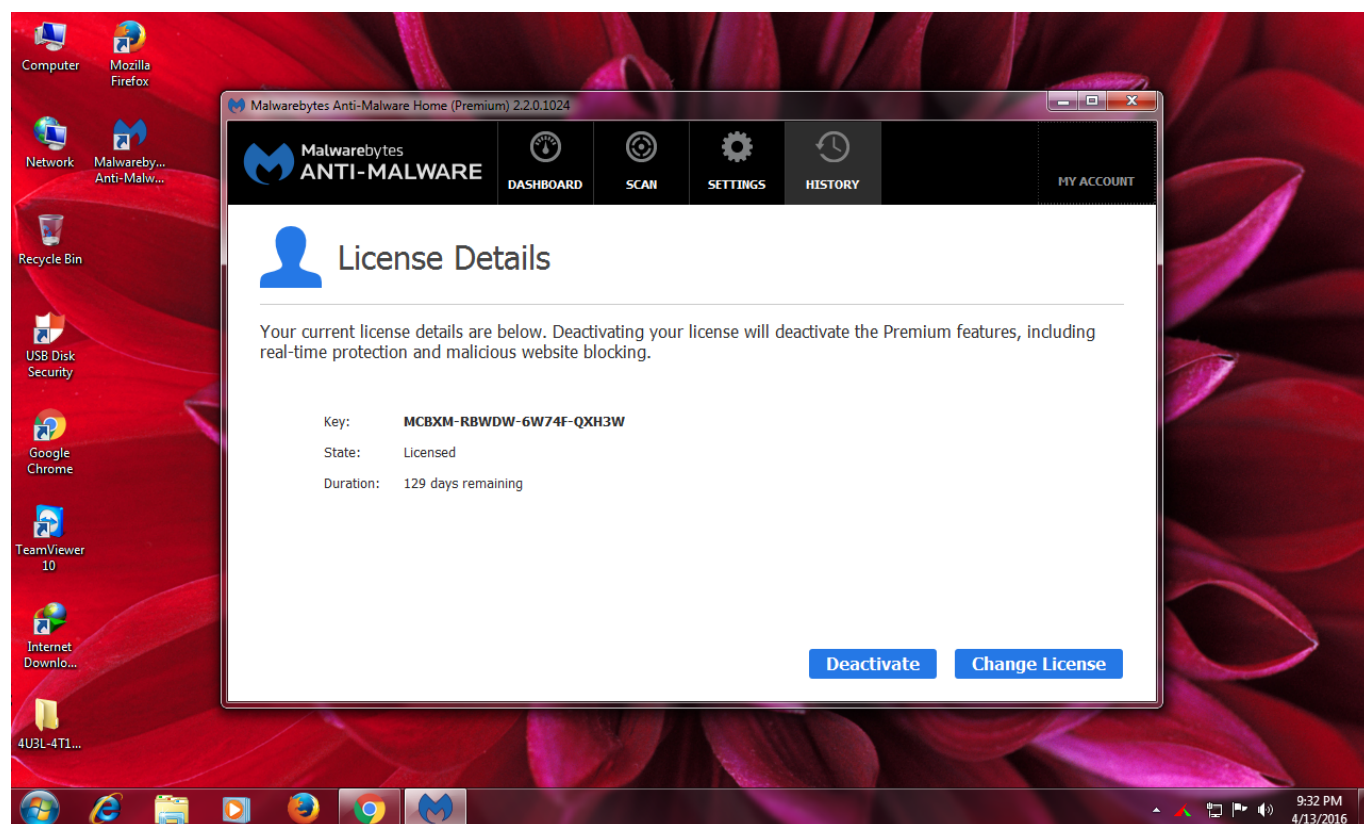 Computer
Mozilla
Firefox
Network
Malwareby...
Anti-Malw...
Recycle Bin
USB Disk
Security
Google
Chrome
TeamViewer
10
Internet
Downlo...
4U3L-4T1...
Malwarebytes Anti-Malware Home (Premium) 2.2.0.1024
Malwarebytes
ANTI-MALWARE
DASHBOARD
SCAN
SETTINGS
HISTORY
MY ACCOUNT
License Details
Your current license details are below. Deactivating your license will deactivate the Premium features, including
real-time protection and malicious website blocking.
Key: MCBXM-RBWDW-6W74F-QXH3W
State: Licensed
Duration: 129 days remaining
Deactivate
Change License
9:32 PM
4/13/2016